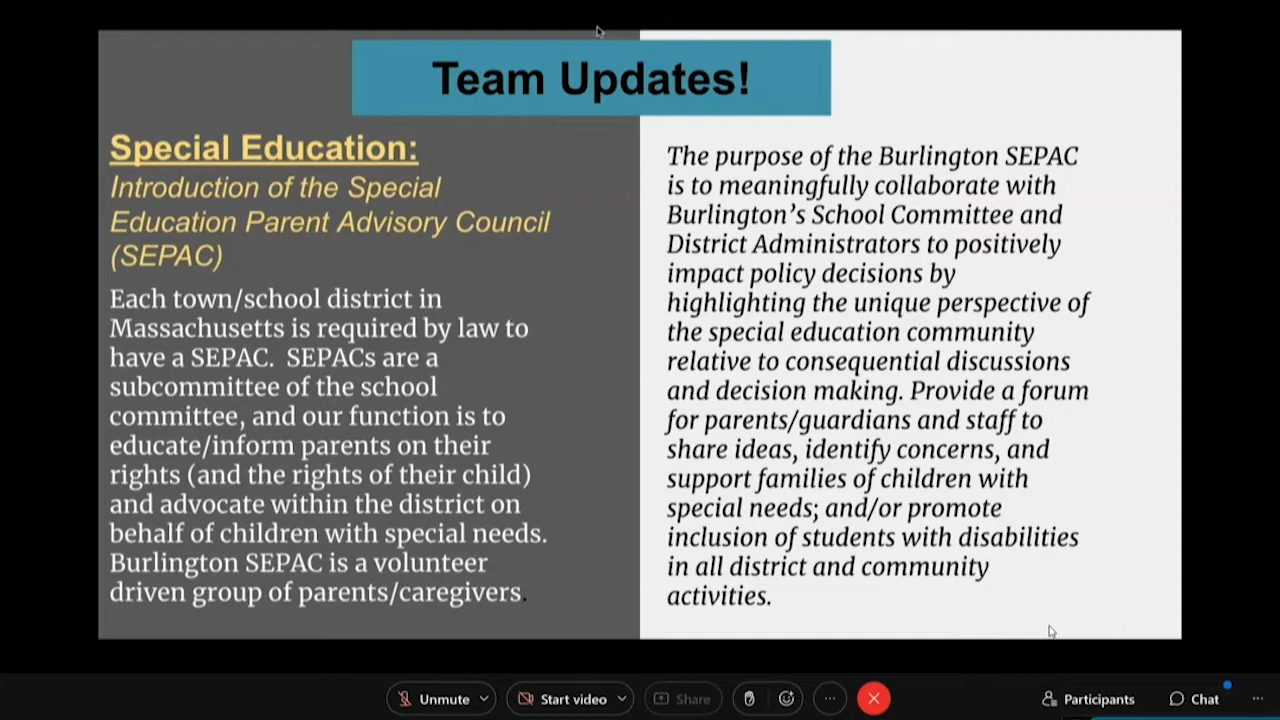 Team Updates!
Special Education:
Introduction of the Special
Education Parent Advisory Council
(SEPAC)
Each town/school district in
Massachusetts is required by law to
have a SEPAC.  SEPACs are a
subcommittee of the school
committee, and our function is to
educate/inform parents on their
rights (and the rights of their child)
and advocate within the district on
behalf of children with special needs.
Burlington SEPAC is a volunteer
driven group of parents/caregivers.
The purpose of the Burlington SEPAC
is to meaningfully collaborate with
Burlington’s School Committee and
District Administrators to positively
impact policy decisions by
highlighting the unique perspective of
the special education community
relative to consequential discussions
and decision making. Provide a forum
for parents/guardians and staff to
share ideas, identify concerns, and
support families of children with
special needs; and/or promote
inclusion of students with disabilities
in all district and community
activities.
Unmute Start video Share Participants Chat